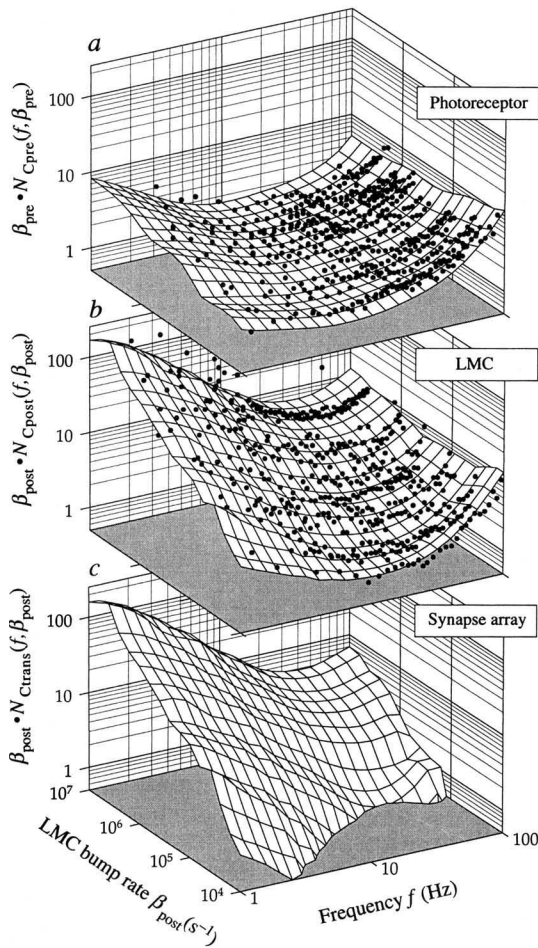 a
Photoreceptor
100
10
1
β_pre • N_Cpre (f, β_pre)
b
LMC
100
10
1
β_post • N_Cpost (f, β_post)
c
Synapse array
100
10
1
β_post • N_Ctrans (f, β_post)
10^7
10^6
10^5
10^4
LMC bump rate β_post (s^-1)
1
10
100
Frequency f (Hz)